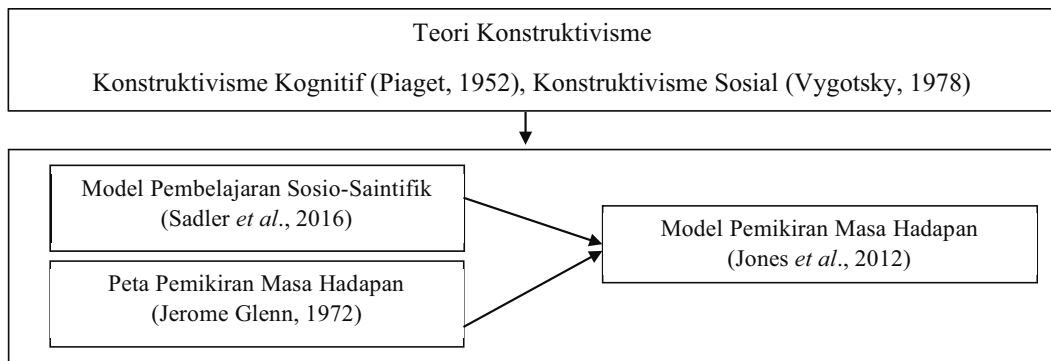 Teori Konstruktivisme
Konstruktivisme Kognitif (Piaget, 1952), Konstruktivisme Sosial (Vygotsky, 1978)
Model Pembelajaran Sosio-Saintifik
(Sadler et al., 2016)
Model Pemikiran Masa Hadapan
(Jones et al., 2012)
Peta Pemikiran Masa Hadapan
(Jerome Glenn, 1972)